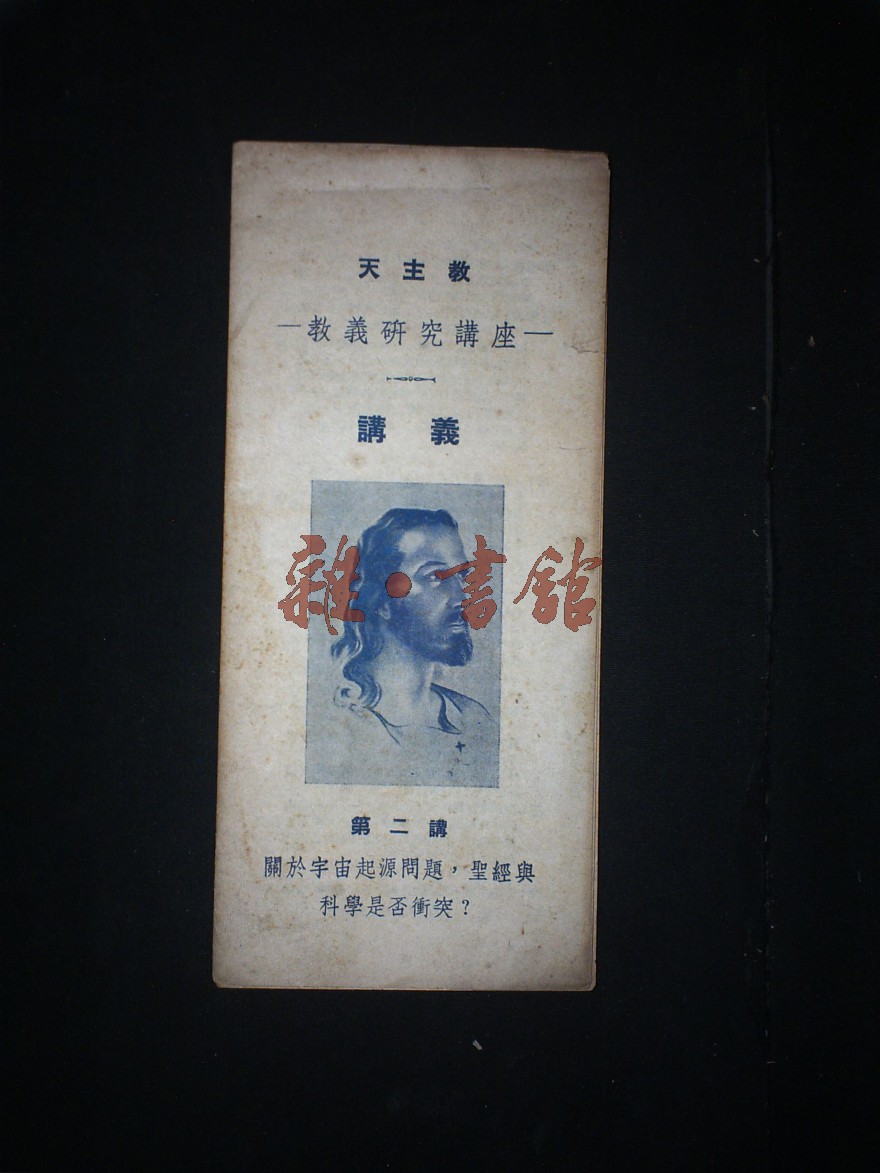 天主教
—教義研究講座—
講義
雜·書館
第二講
關於宇宙起源問題，聖經與
科學是否衝突？